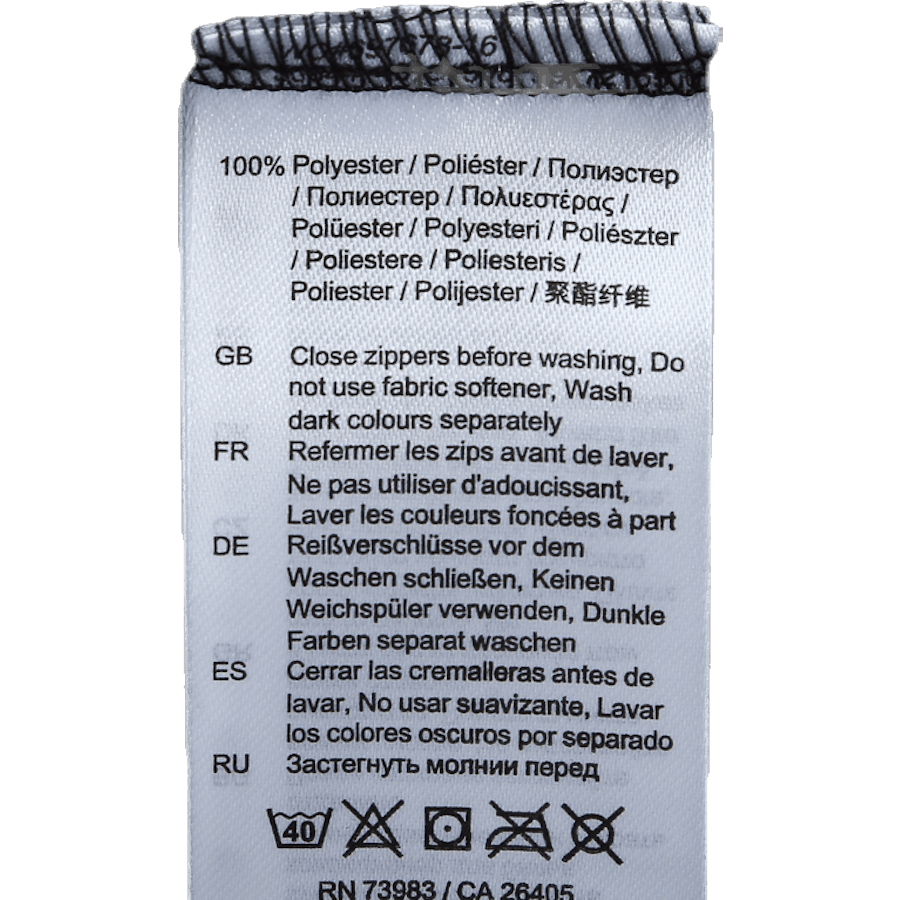 100% Polyester / Poliéster / Полиэстер
/ Полиестер / Πολυεστέρας /
Polüester / Polyesteri / Poliészter
/ Poliestere / Poliesteris /
Poliester / Polijester / 聚酯纤维
GB Close zippers before washing, Do
not use fabric softener, Wash
dark colours separately
FR Refermer les zips avant de laver,
Ne pas utiliser d'adoucissant,
Laver les couleurs foncées à part
DE Reißverschlüsse vor dem
Waschen schließen, Keinen
Weichspüler verwenden, Dunkle
Farben separat waschen
ES Cerrar las cremalleras antes de
lavar, No usar suavizante, Lavar
los colores oscuros por separado
RU Застегнуть молнии перед
40
RN 73983 / CA 26405